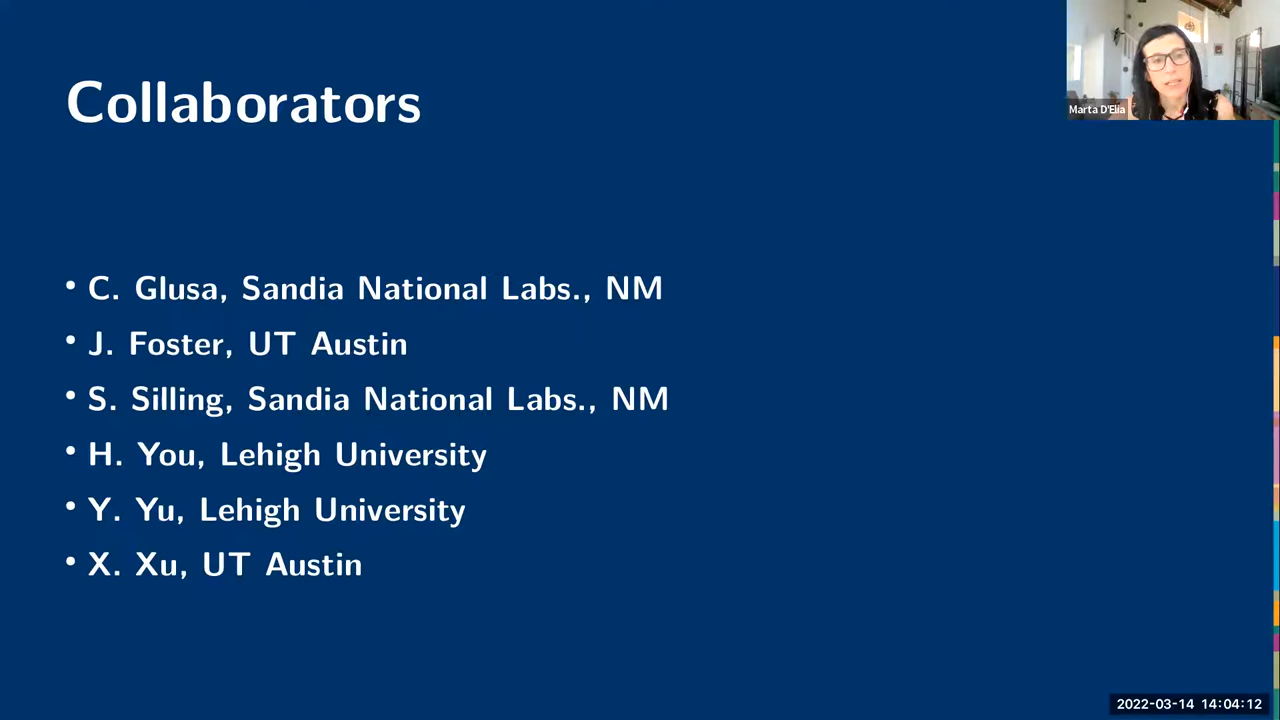 Collaborators
Marta D'Elia
• C. Glusa, Sandia National Labs., NM
• J. Foster, UT Austin
• S. Silling, Sandia National Labs., NM
• H. You, Lehigh University
• Y. Yu, Lehigh University
• X. Xu, UT Austin
2022-03-14 14:04:12